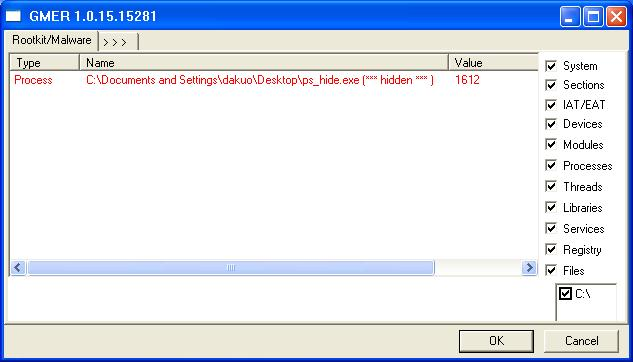 GMER 1.0.15.15281
Rootkit/Malware > > >
Type Name Value
Process C:\Documents and Settings\dakuo\Desktop\ps_hide.exe (*** hidden *** ) 1612
System
Sections
IAT/EAT
Devices
Modules
Processes
Threads
Libraries
Services
Registry
Files
C:\
OK Cancel